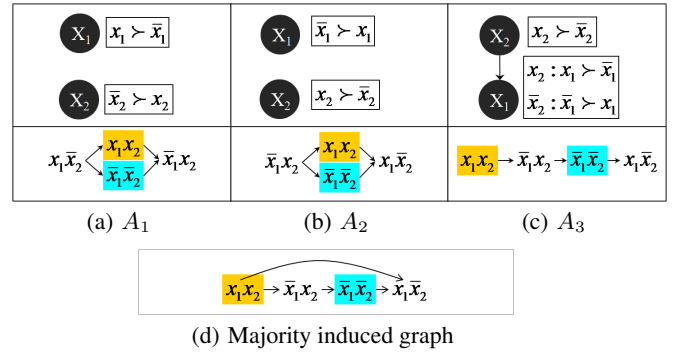 X₁ x₁ ≻ x̄₁
X₂ x̄₂ ≻ x₂
x₁x̄₂ x₁x₂ x̄₁x̄₂ x̄₁x₂
(a) A₁
X₁ x̄₁ ≻ x₁
X₂ x₂ ≻ x̄₂
x̄₁x₂ x₁x₂ x̄₁x̄₂ x₁x̄₂
(b) A₂
X₂ x₂ ≻ x̄₂
X₁ x₂ : x₁ ≻ x̄₁
x̄₂ : x̄₁ ≻ x₁
x₁x₂ → x̄₁x₂ → x̄₁x̄₂ → x₁x̄₂
(c) A₃
x₁x₂ → x̄₁x₂ → x̄₁x̄₂ → x̄₁x̄₂
(d) Majority induced graph